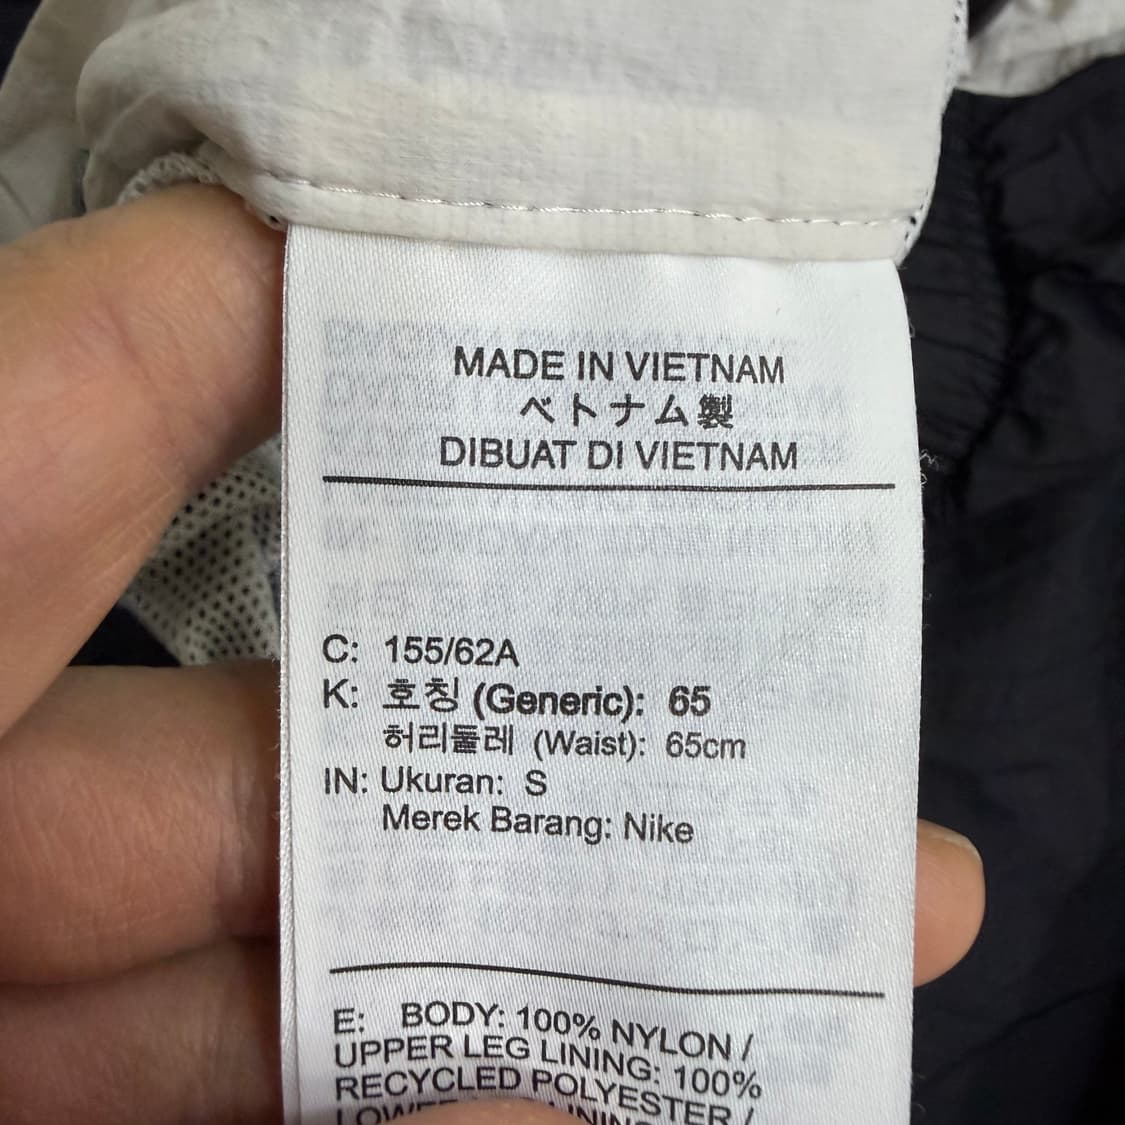 MADE IN VIETNAM
ベトナム製
DIBUAT DI VIETNAM
C: 155/62A
K: 호칭 (Generic): 65
허리둘레 (Waist): 65cm
IN: Ukuran: S
Merek Barang: Nike
E: BODY: 100% NYLON /
UPPER LEG LINING: 100%
RECYCLED POLYESTER /